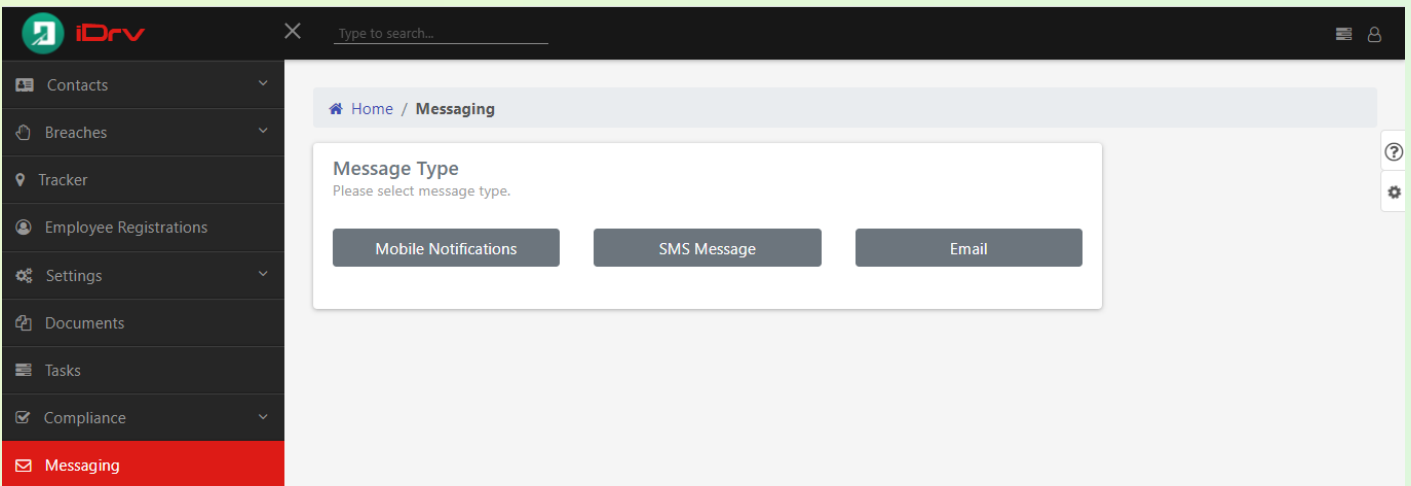 iDrv
Type to search...
Contacts
Breaches
Tracker
Employee Registrations
Settings
Documents
Tasks
Compliance
Messaging
Home / Messaging
Message Type
Please select message type.
Mobile Notifications
SMS Message
Email